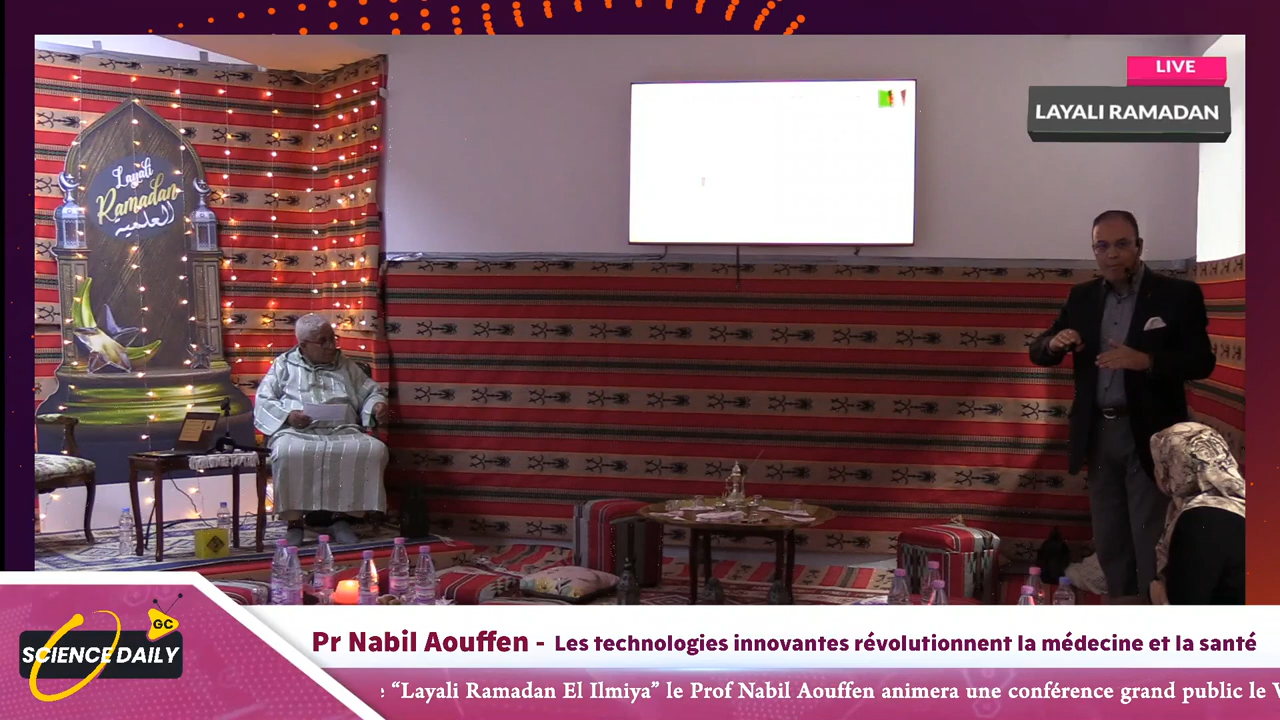 LIVE
LAYALI RAMADAN
Layali
Ramadan
العلمية
GC
SCIENCE DAILY
Pr Nabil Aouffen - Les technologies innovantes révolutionnent la médecine et la santé
“Layali Ramadan El Ilmiya” le Prof Nabil Aouffen animera une conférence grand public le